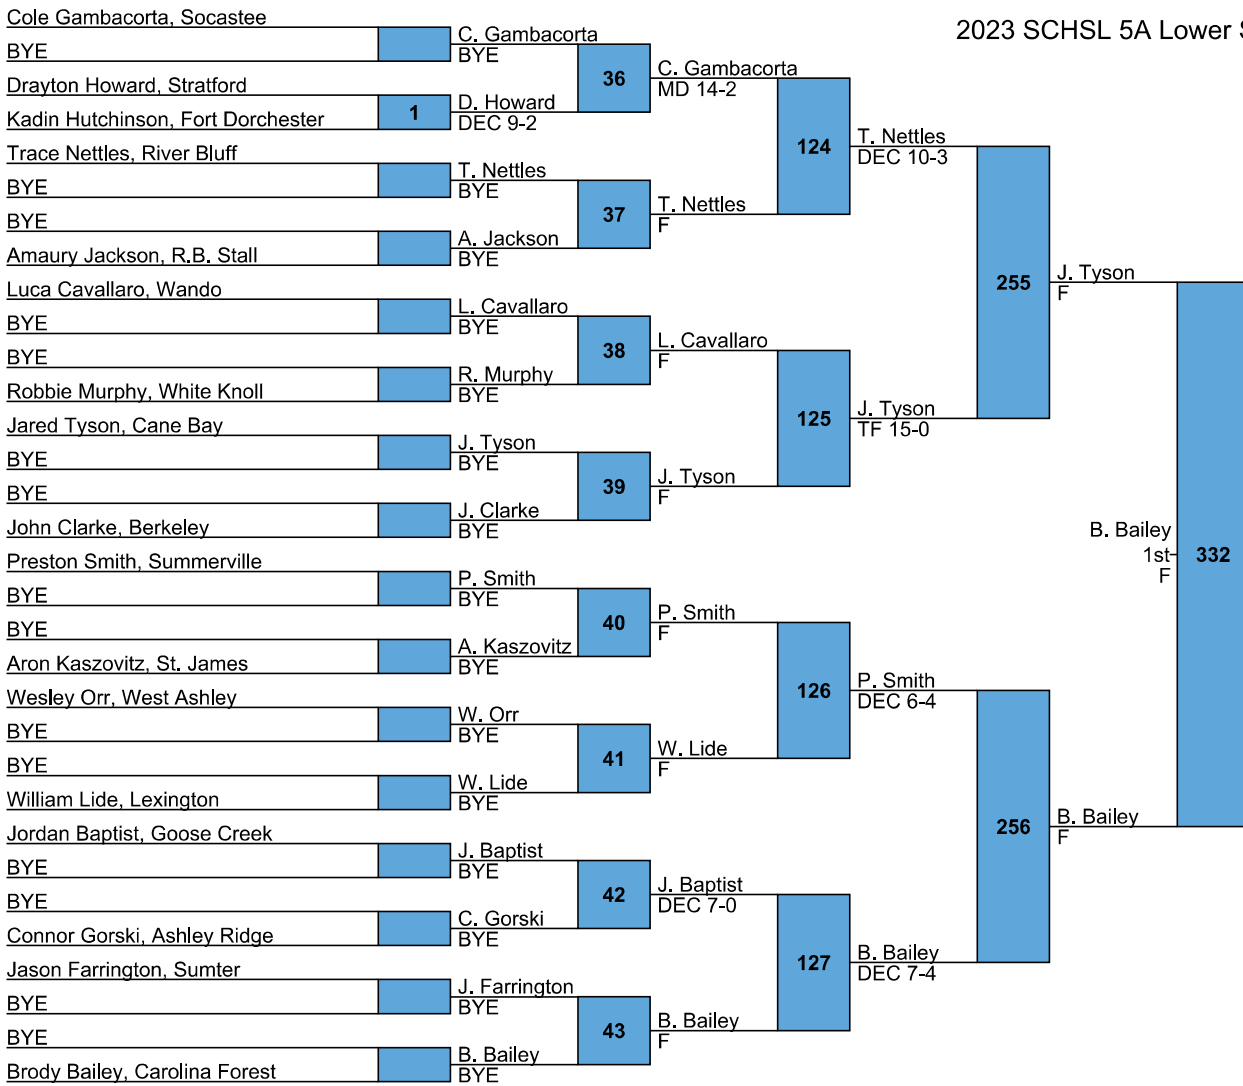 2023 SCHSL 5A Lower S
Cole Gambacorta, Socastee
BYE
Drayton Howard, Stratford
Kadin Hutchinson, Fort Dorchester
Trace Nettles, River Bluff
BYE
BYE
Amaury Jackson, R.B. Stall
Luca Cavallaro, Wando
BYE
BYE
Robbie Murphy, White Knoll
Jared Tyson, Cane Bay
BYE
BYE
John Clarke, Berkeley
Preston Smith, Summerville
BYE
BYE
Aron Kaszovitz, St. James
Wesley Orr, West Ashley
BYE
BYE
William Lide, Lexington
Jordan Baptist, Goose Creek
BYE
BYE
Connor Gorski, Ashley Ridge
Jason Farrington, Sumter
BYE
BYE
Brody Bailey, Carolina Forest
1
C. Gambacorta
BYE
D. Howard
DEC 9-2
T. Nettles
BYE
A. Jackson
BYE
L. Cavallaro
BYE
R. Murphy
BYE
J. Tyson
BYE
J. Clarke
BYE
P. Smith
BYE
A. Kaszovitz
BYE
W. Orr
BYE
W. Lide
BYE
J. Baptist
BYE
C. Gorski
BYE
J. Farrington
BYE
B. Bailey
BYE
36
37
38
39
40
41
42
43
C. Gambacorta
MD 14-2
T. Nettles
F
L. Cavallaro
F
J. Tyson
F
P. Smith
F
W. Lide
F
J. Baptist
DEC 7-0
B. Bailey
F
124
125
126
127
T. Nettles
DEC 10-3
J. Tyson
TF 15-0
P. Smith
DEC 6-4
B. Bailey
DEC 7-4
255
256
J. Tyson
F
B. Bailey
F
B. Bailey
1st
F
332